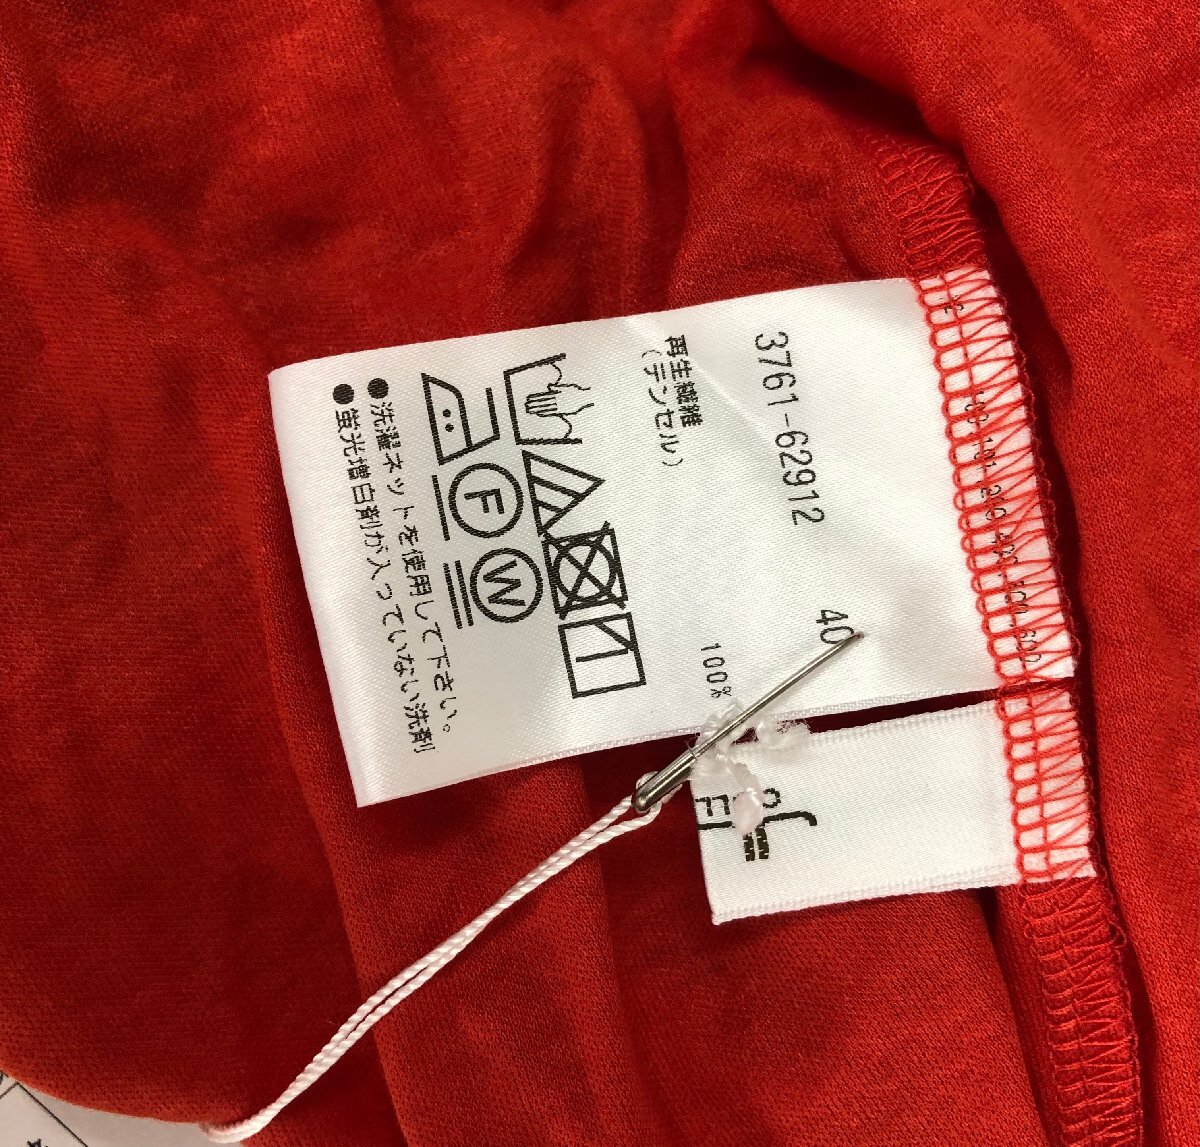 3761-62912 40
再生繊維
(テンセル) 100%
F W
●洗濯ネットを使用して下さい。
●蛍光増白剤が入っていない洗剤